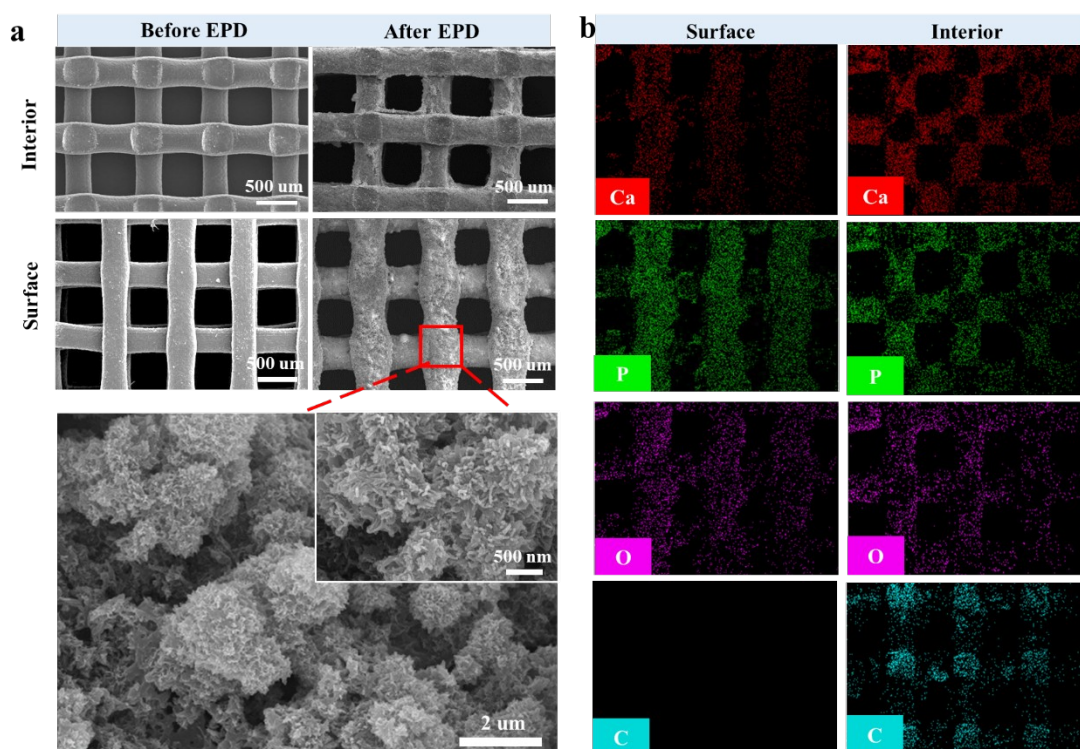 a
Before EPD
After EPD
Interior
500 um
500 um
Surface
500 um
500 um
500 nm
2 um
b
Surface
Interior
Ca
Ca
P
P
O
O
C
C